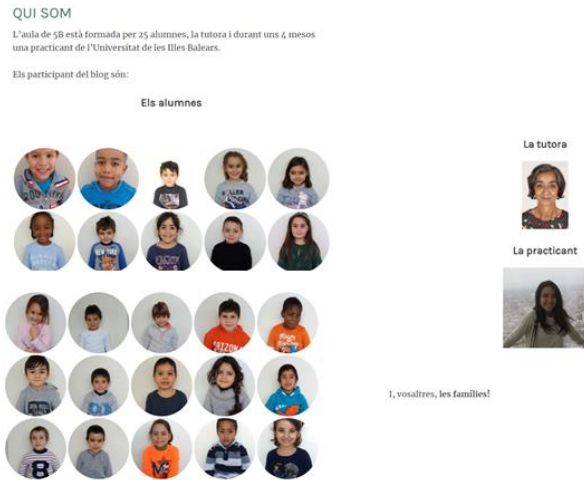 QUI SOM
L'aula de 5B està formada per 25 alumnes, la tutora i durant uns 4 mesos
una practicant de l'Universitat de les Illes Balears.
Els participant del blog són:
Els alumnes
La tutora
La practicant
I, vosaltres, les famílies!